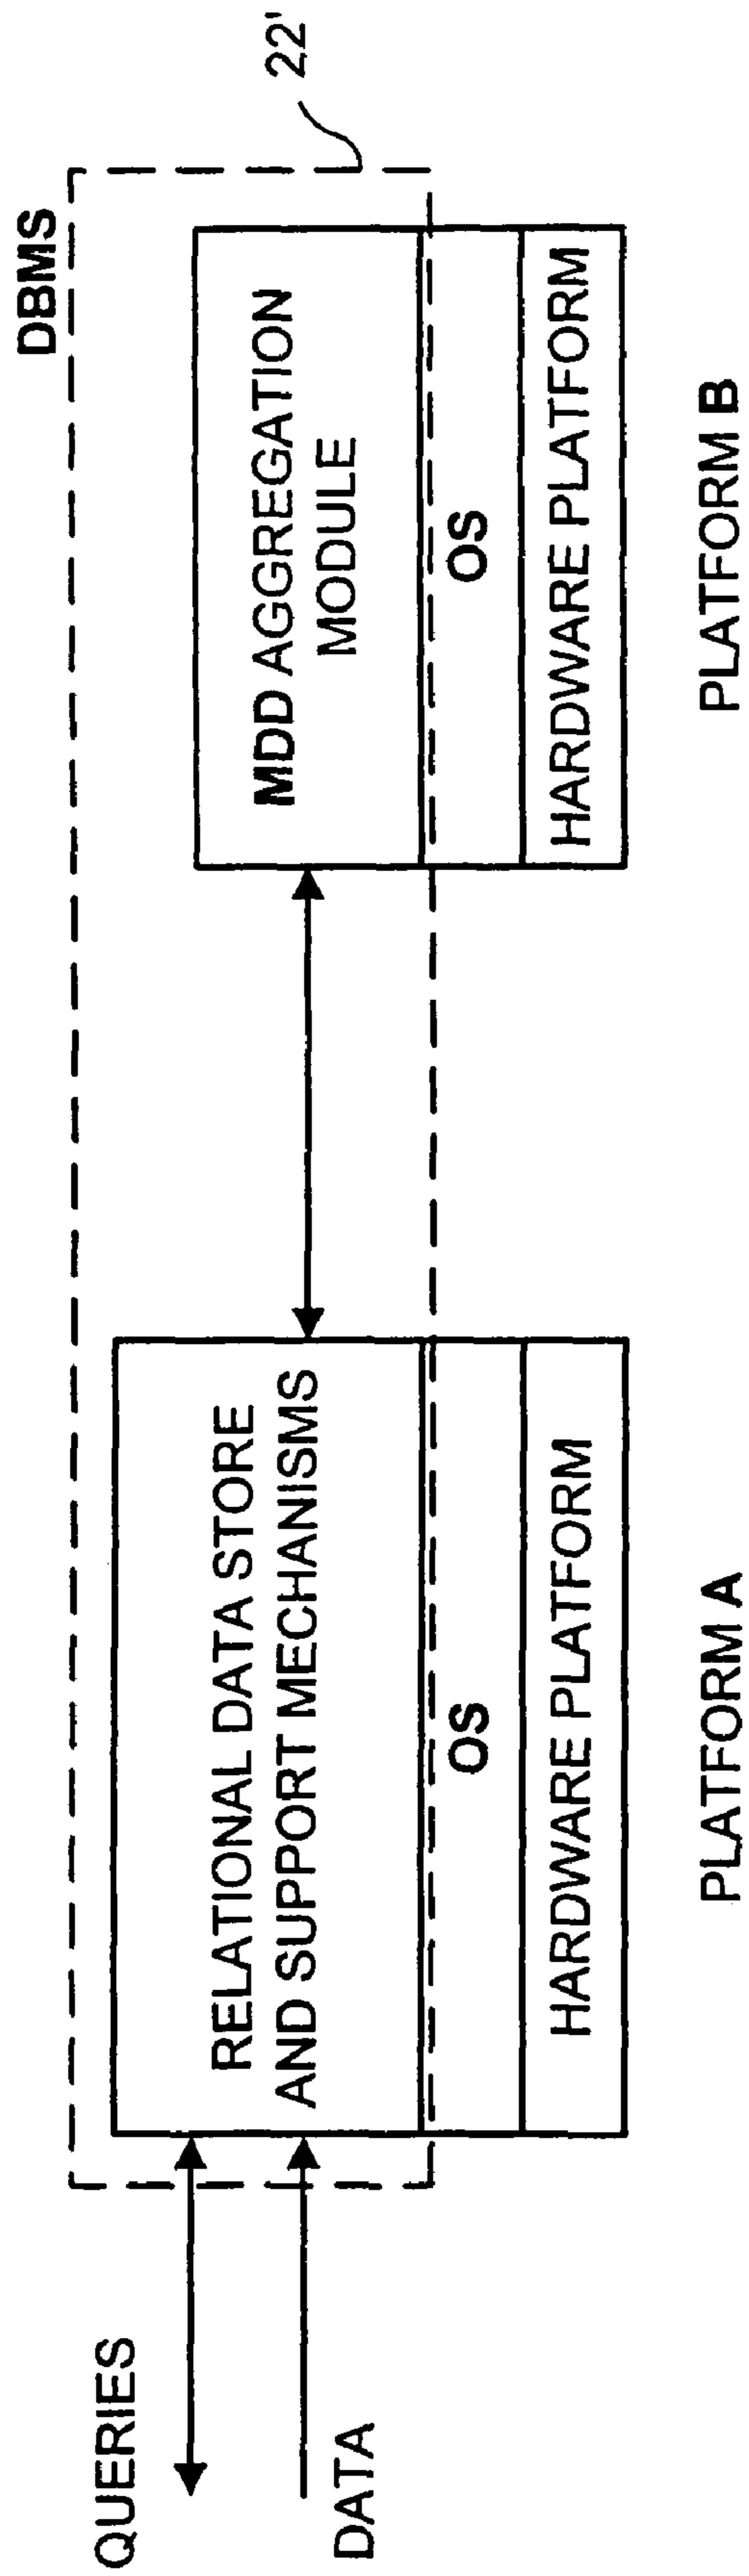 DBMS
22'
QUERIES
DATA
RELATIONAL DATA STORE
AND SUPPORT MECHANISMS
OS
HARDWARE PLATFORM
PLATFORM A
MDD AGGREGATION
MODULE
OS
HARDWARE PLATFORM
PLATFORM B